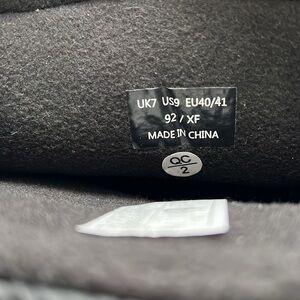 UK7 US9 EU40/41
92 / XF
MADE IN CHINA
QC
2